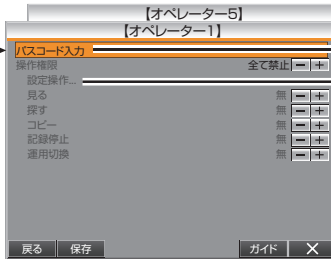 【オペレーター5】
【オペレーター1】
パスコード入力
操作権限 全て禁止 － ＋
設定操作...
見る 無 － ＋
探す 無 － ＋
コピー 無 － ＋
記録停止 無 － ＋
運用切換 無 － ＋
戻る 保存 ガイド ×